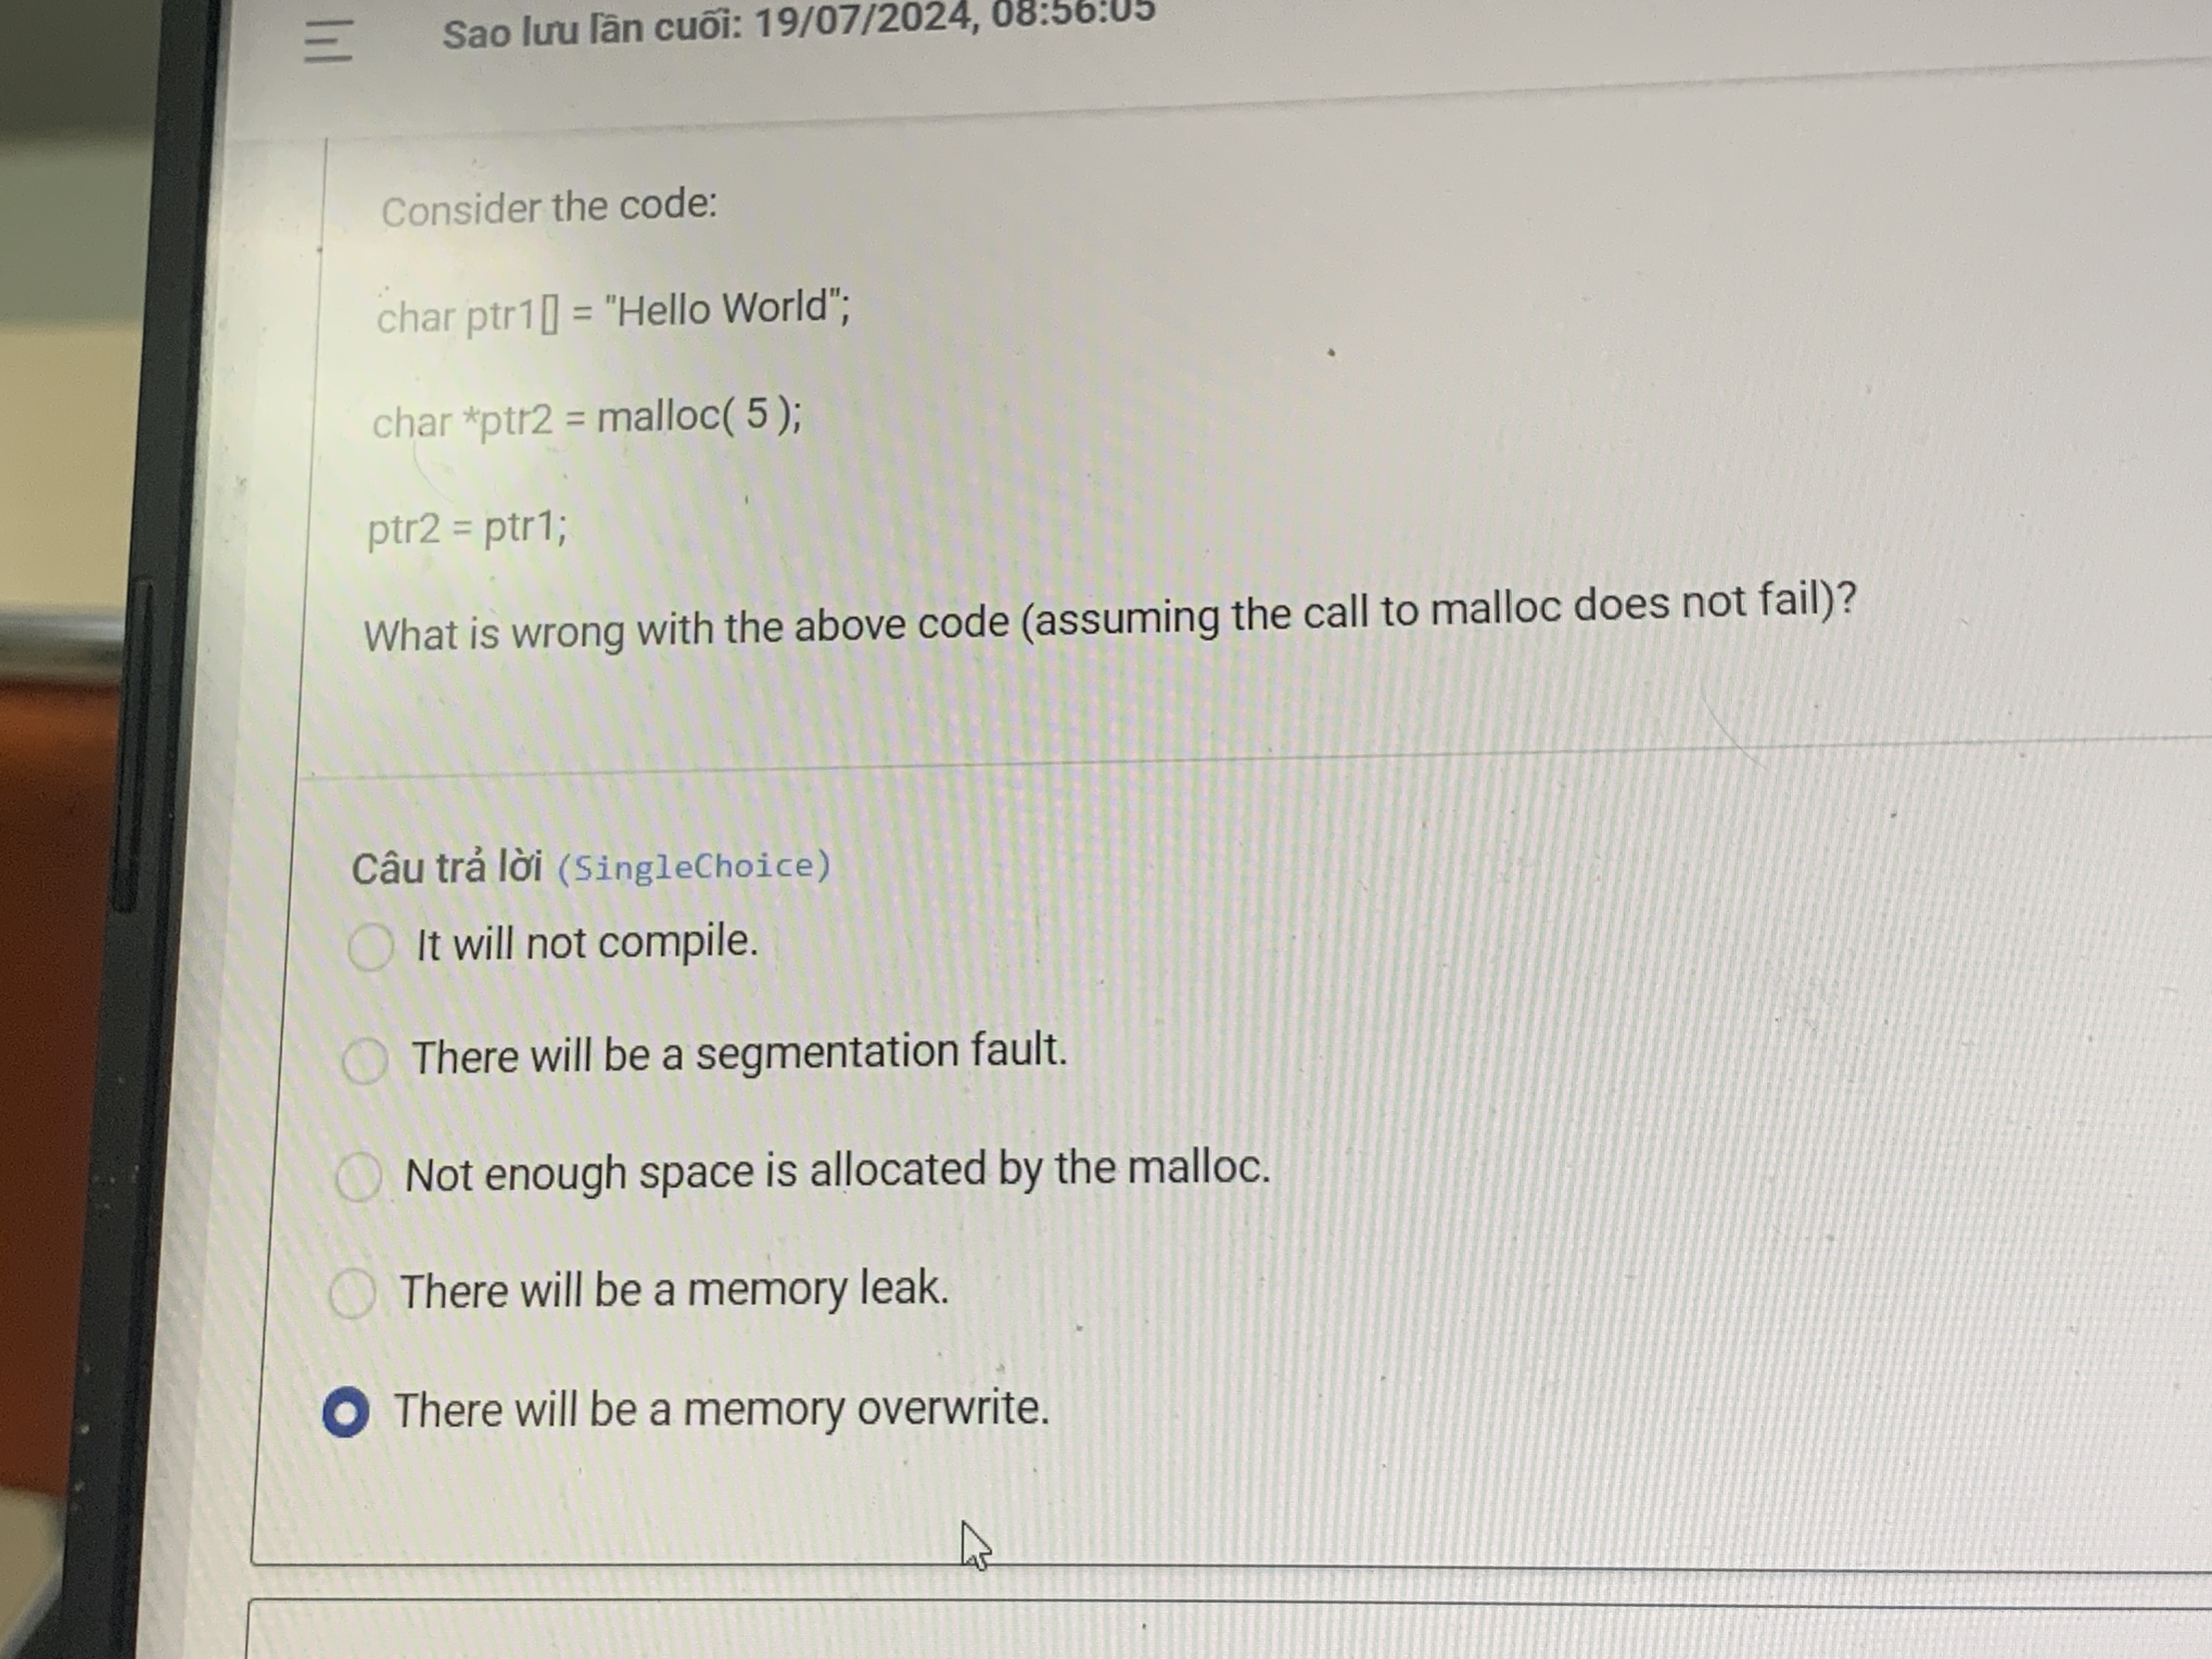 Sao lưu lần cuối: 19/07/2024, 08:56:05
Consider the code:
char ptr1[] = "Hello World";
char *ptr2 = malloc( 5 );
ptr2 = ptr1;
What is wrong with the above code (assuming the call to malloc does not fail)?
Câu trả lời (SingleChoice)
It will not compile.
There will be a segmentation fault.
Not enough space is allocated by the malloc.
There will be a memory leak.
There will be a memory overwrite.